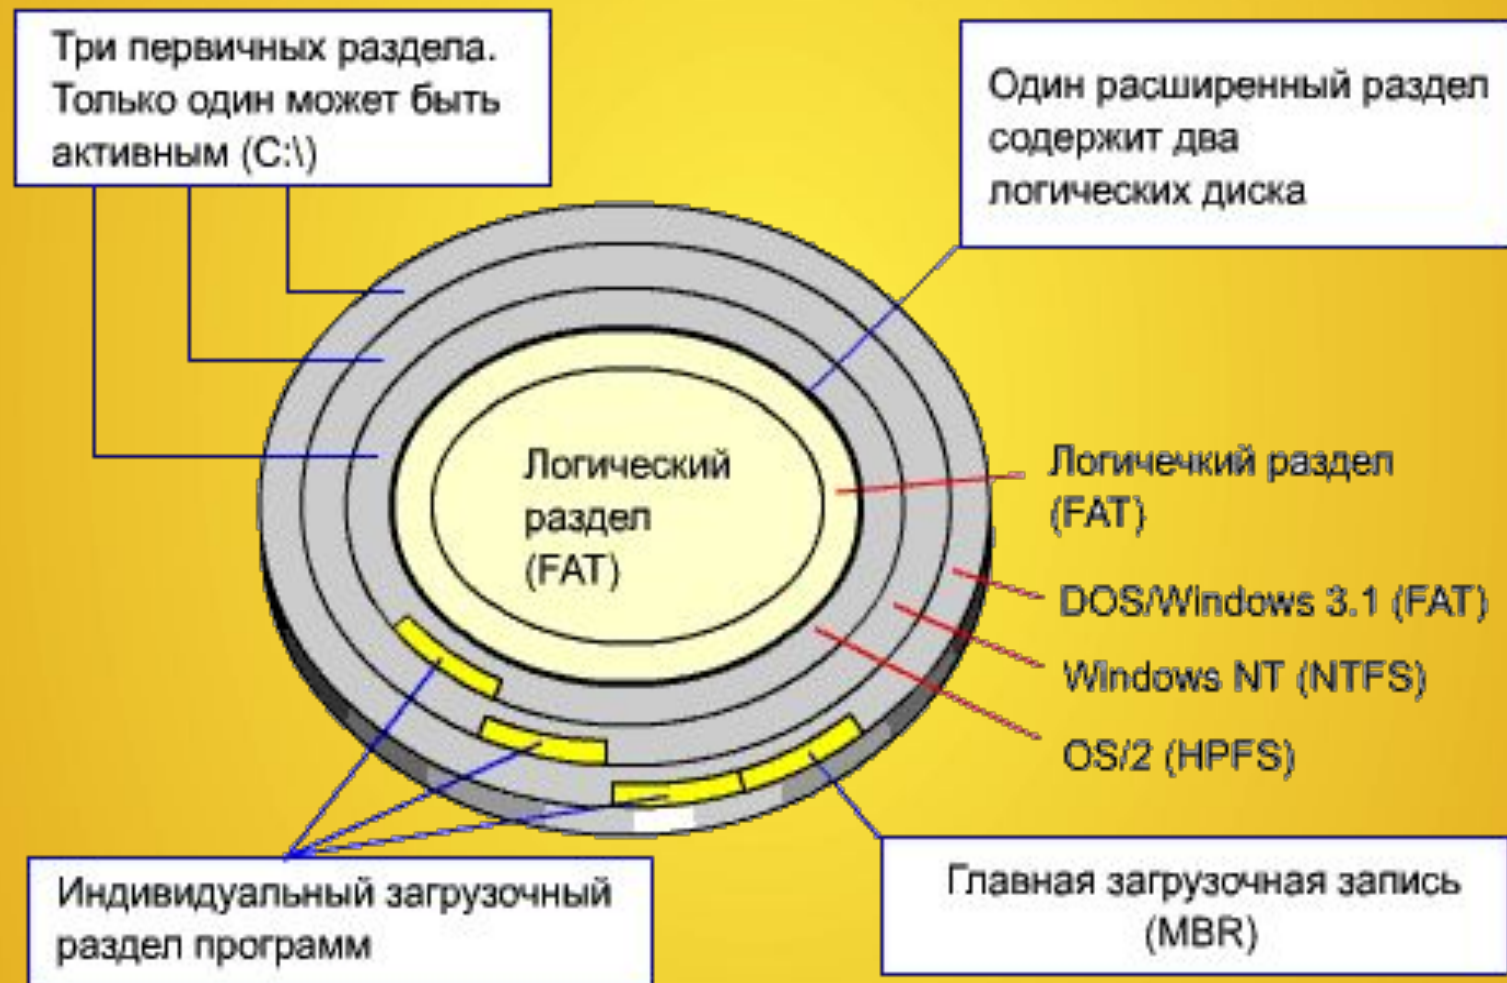 Три первичных раздела.
Только один может быть
активным (C:\)
Один расширенный раздел
содержит два
логических диска
Логический
раздел
(FAT)
Логичечкий раздел
(FAT)
DOS/Windows 3.1 (FAT)
Windows NT (NTFS)
OS/2 (HPFS)
Индивидуальный загрузочный
раздел программ
Главная загрузочная запись
(MBR)